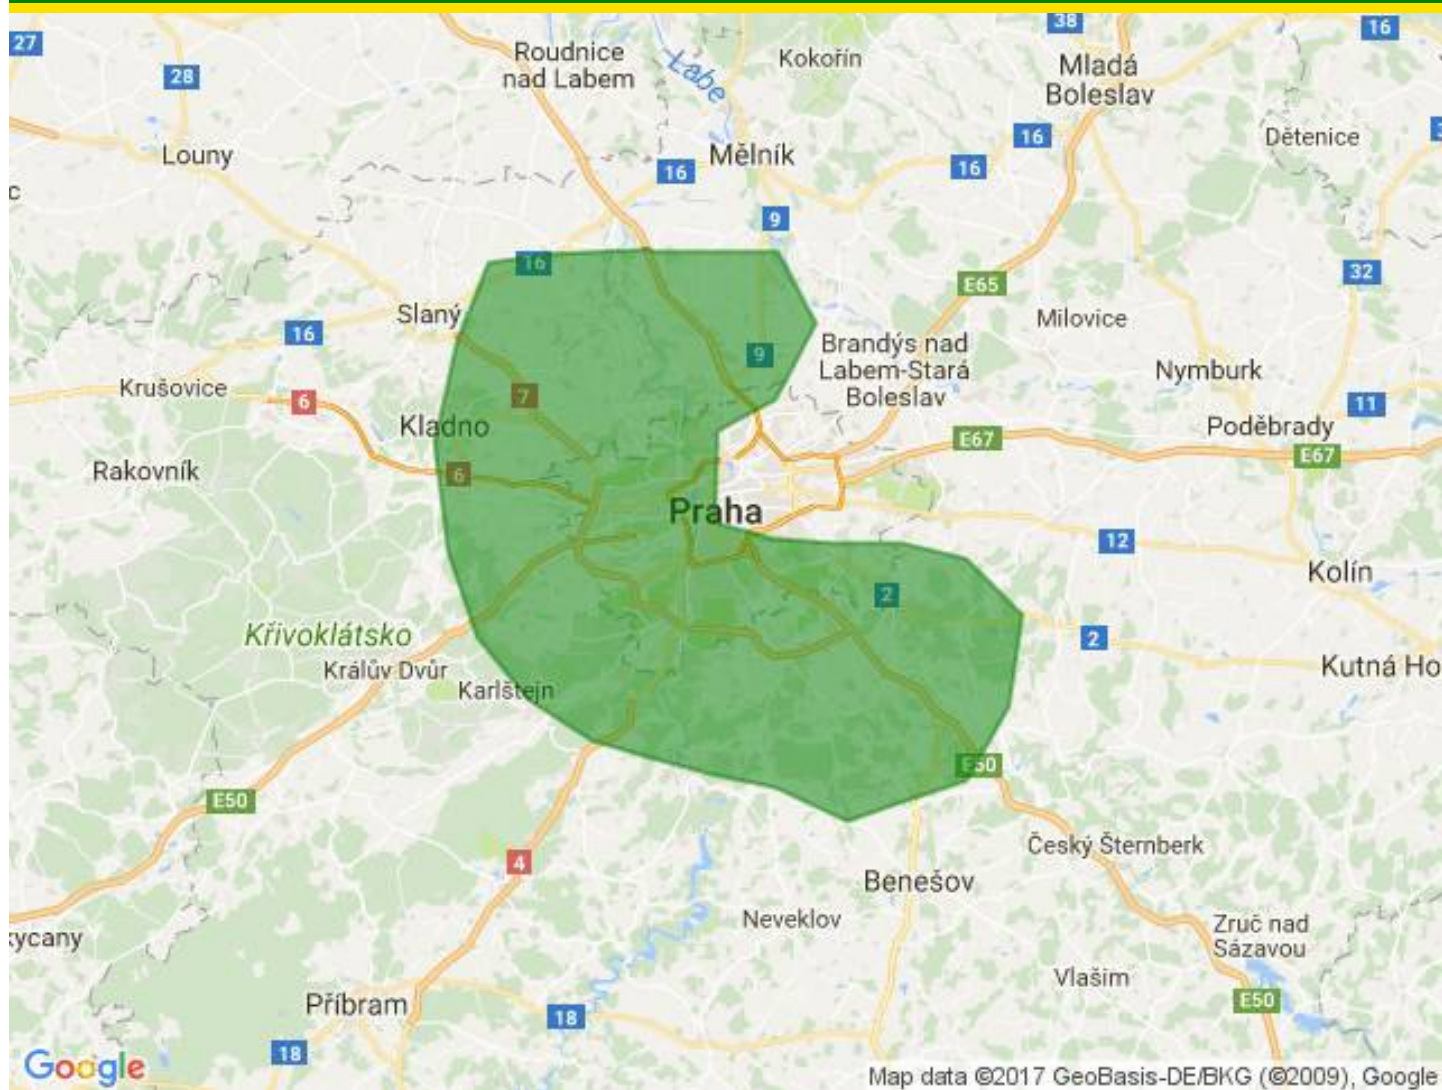 27
38
16
Roudnice
nad Labem
Labe
Kokořín
Mladá
Boleslav
28
Louny
Mělník
16
16
16
Dětenice
9
16
E65
32
Slaný
16
Milovice
Brandýs nad
Labem-Stará
Boleslav
9
Krušovice
6
7
Nymburk
11
Kladno
E67
Poděbrady
E67
Rakovník
6
Praha
12
Kolín
2
Křivoklátsko
Králův Dvůr
Karlštejn
2
Kutná Ho
E50
E50
4
Český Šternberk
Benešov
Neveklov
Zruč nad
Sázavou
ycany
Vlašim
E50
Příbram
18
18
Google
Map data ©2017 GeoBasis-DE/BKG (©2009), Google